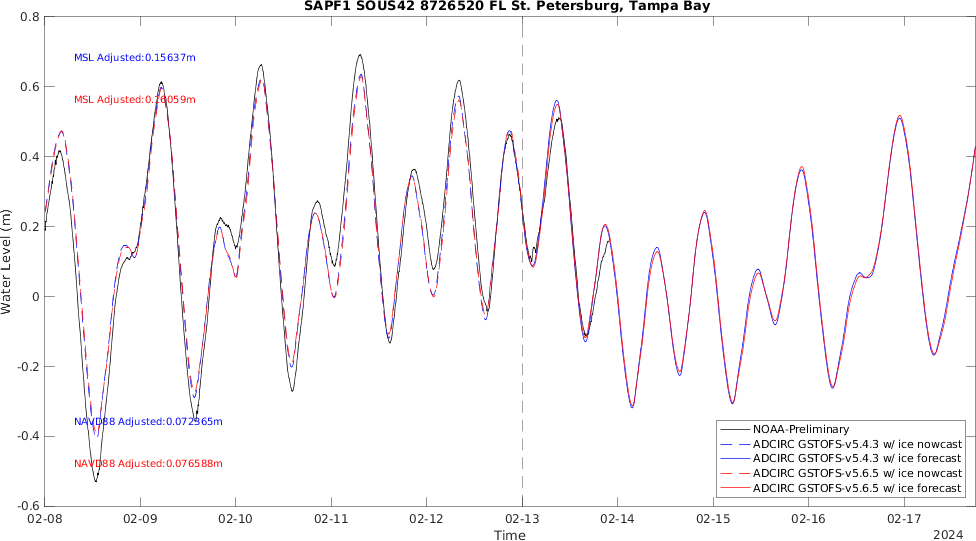 SAPF1 SOUS42 8726520 FL St. Petersburg, Tampa Bay
0.8
MSL Adjusted:0.15637m
0.6
MSL Adjusted:0.16059m
0.4
0.2
0
-0.2
-0.4
-0.6
Water Level (m)
NAVD88 Adjusted:0.072365m
NAVD88 Adjusted:0.076588m
NOAA-Preliminary
ADCIRC GSTOFS-v5.4.3 w/ ice nowcast
ADCIRC GSTOFS-v5.4.3 w/ ice forecast
ADCIRC GSTOFS-v5.6.5 w/ ice nowcast
ADCIRC GSTOFS-v5.6.5 w/ ice forecast
02-08 02-09 02-10 02-11 02-12 02-13 02-14 02-15 02-16 02-17
Time
2024